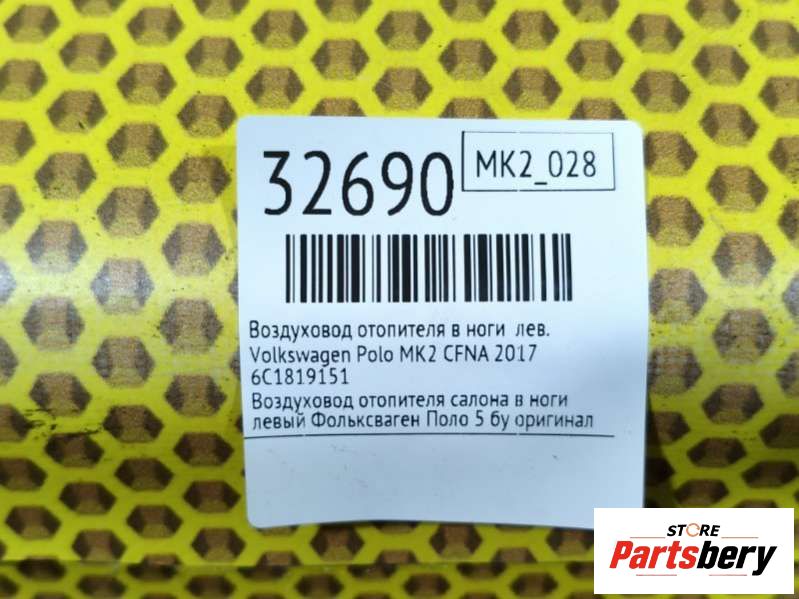 32690
MK2_028
Воздуховод отопителя в ноги лев.
Volkswagen Polo MK2 CFNA 2017
6C1819151
Воздуховод отопителя салона в ноги
левый Фольксваген Поло 5 бу оригинал
STORE
Partsbery